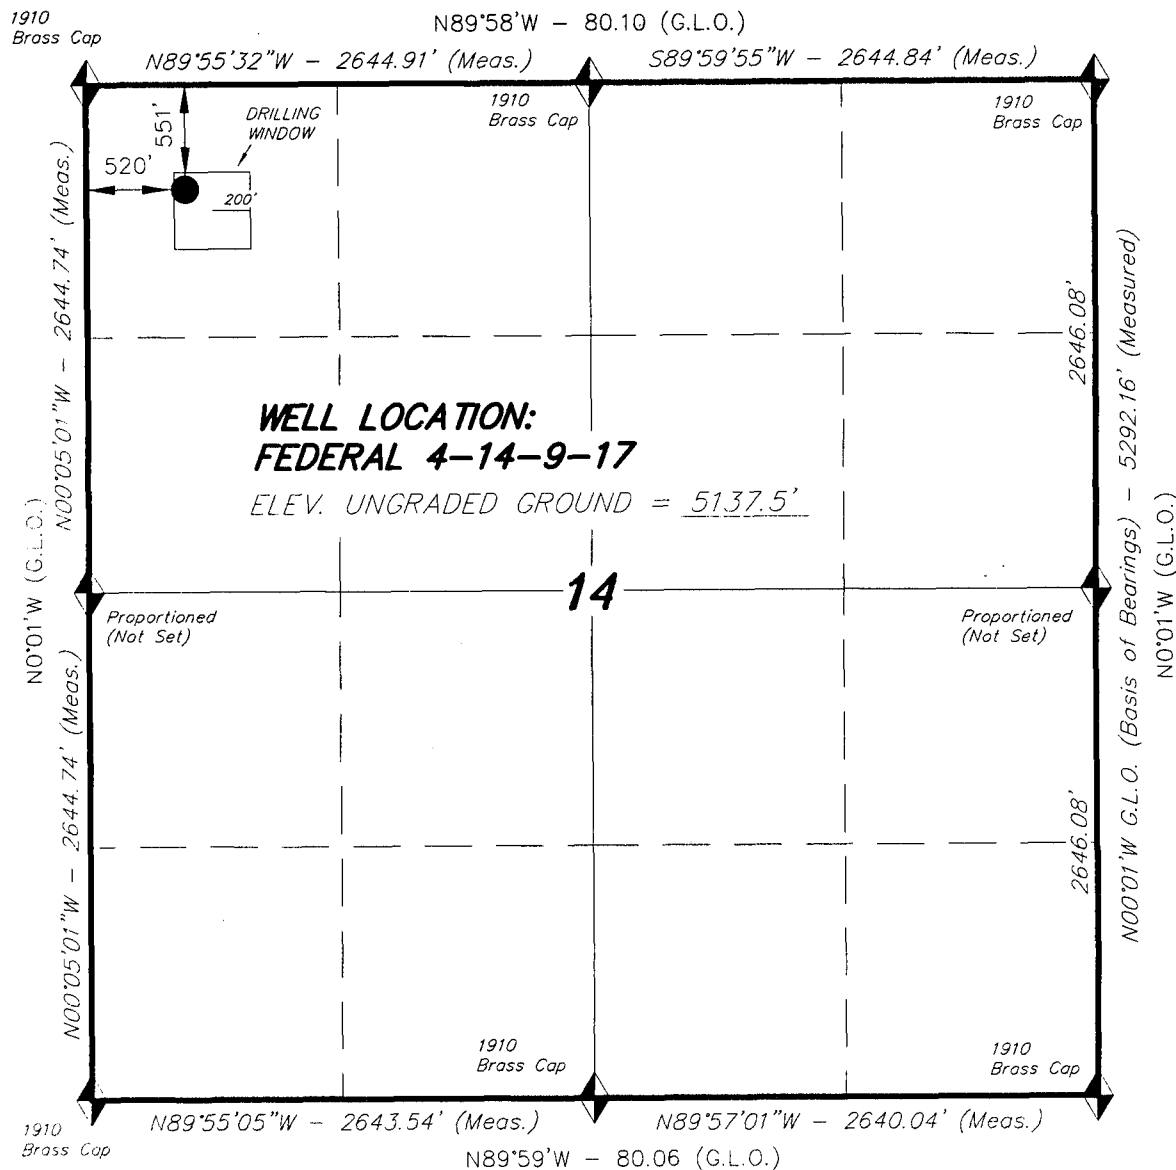 1910
Brass Cap
N89°58'W - 80.10 (G.L.O.)
N89°55'32"W - 2644.91' (Meas.)
S89°59'55"W - 2644.84' (Meas.)
1910
Brass Cap
1910
Brass Cap
551'
DRILLING
WINDOW
520'
200'
N00°05'01"W - 2644.74' (Meas.)
2646.08'
N00°01'W G.L.O. (Basis of Bearings) - 5292.16' (Measured)
WELL LOCATION:
FEDERAL 4-14-9-17
ELEV. UNGRADED GROUND = 5137.5'
N0°01'W (G.L.O.)
14
N0°01'W (G.L.O.)
Proportioned
(Not Set)
Proportioned
(Not Set)
N00°05'01"W - 2644.74' (Meas.)
2646.08'
1910
Brass Cap
1910
Brass Cap
1910
Brass Cap
N89°55'05"W - 2643.54' (Meas.)
N89°57'01"W - 2640.04' (Meas.)
N89°59'W - 80.06 (G.L.O.)